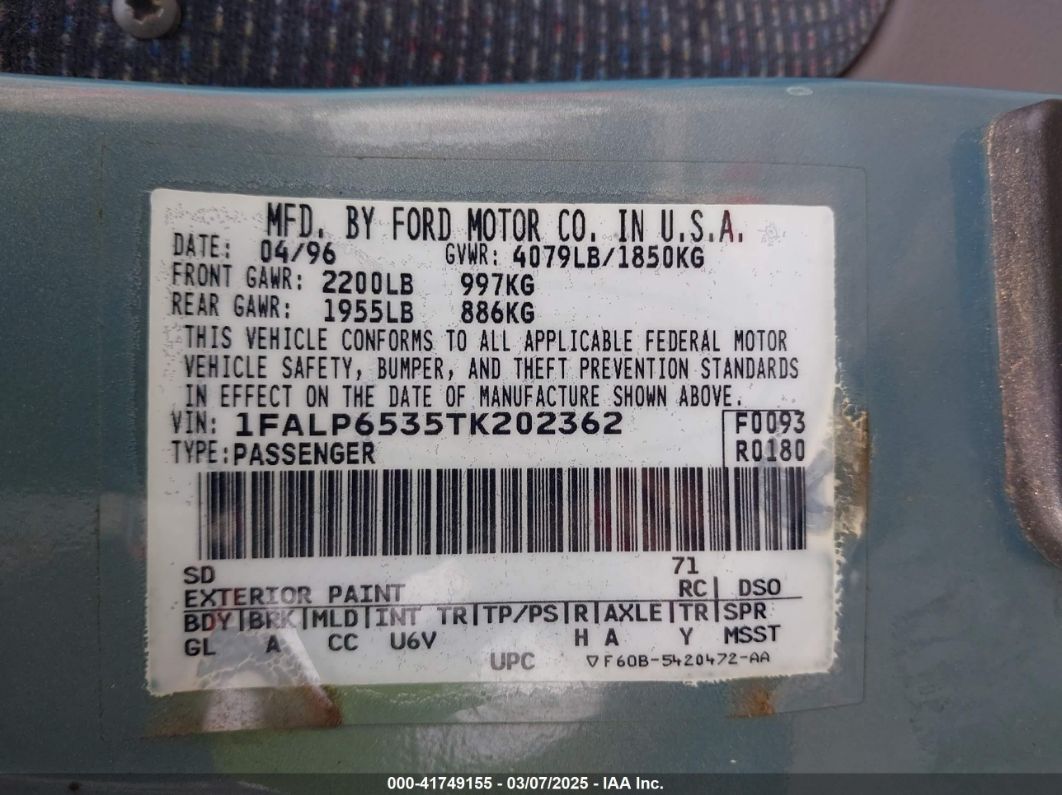 MFD. BY FORD MOTOR CO. IN U.S.A.
DATE: 04/96 GVWR: 4079LB/1850KG
FRONT GAWR: 2200LB 997KG
REAR GAWR: 1955LB 886KG
THIS VEHICLE CONFORMS TO ALL APPLICABLE FEDERAL MOTOR
VEHICLE SAFETY, BUMPER, AND THEFT PREVENTION STANDARDS
IN EFFECT ON THE DATE OF MANUFACTURE SHOWN ABOVE.
VIN: 1FALP6535TK202362 F0093
TYPE: PASSENGER R0180
SD 71
EXTERIOR PAINT RC| DSO
BDY|BRK|MLD|INT TR|TP/PS|R|AXLE|TR|SPR
GL A CC U6V H A Y MSST
UPC ▽F60B-5420472-AA
000-41749155 - 03/07/2025 - IAA Inc.